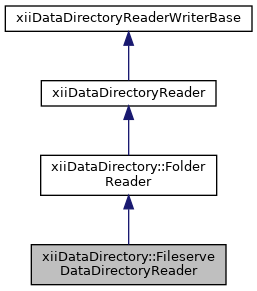 xiiDataDirectoryReaderWriterBase
xiiDataDirectoryReader
xiiDataDirectory::Folder
Reader
xiiDataDirectory::Fileserve
DataDirectoryReader